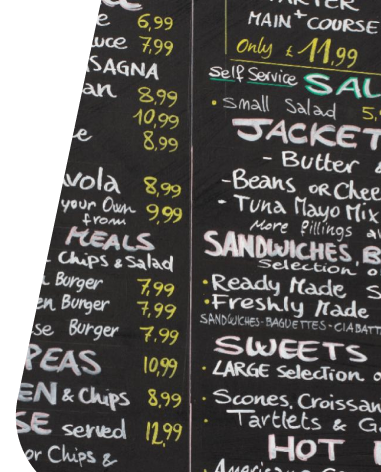 e 6,99
uce 7,99
SAGNA
an 8,99
10,99
e 8,99
vola 8,99
your Own
from 9,99
MEALS
Chips & Salad
Burger 7,99
en Burger 7,99
se Burger 7,99
PEAS 10,99
EN & Chips 8,99
SE served 12,99
or Chips &
MAIN + COURSE
Only £ 11,99
Self Service SAL
• Small Salad 5,
JACKET
- Butter
- Beans OR Chee
• Tuna Mayo Mix
More fillings a
SANDWICHES, B
Selection o
• Ready Made S
• Freshly Made
SANDWICHES - BAGUETTES - CIABATT
SWEETS
• LARGE Selection o
• Scones, Croissan
• Tartlets & G
HOT